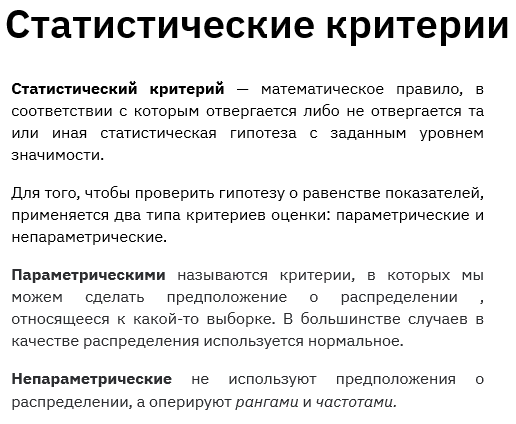 Статистические критерии
Статистический критерий — математическое правило, в
соответствии с которым отвергается либо не отвергается та
или иная статистическая гипотеза с заданным уровнем
значимости.
Для того, чтобы проверить гипотезу о равенстве показателей,
применяется два типа критериев оценки: параметрические и
непараметрические.
Параметрическими называются критерии, в которых мы
можем сделать предположение о распределении ,
относящееся к какой-то выборке. В большинстве случаев в
качестве распределения используется нормальное.
Непараметрические не используют предположения о
распределении, а оперируют рангами и частотами.